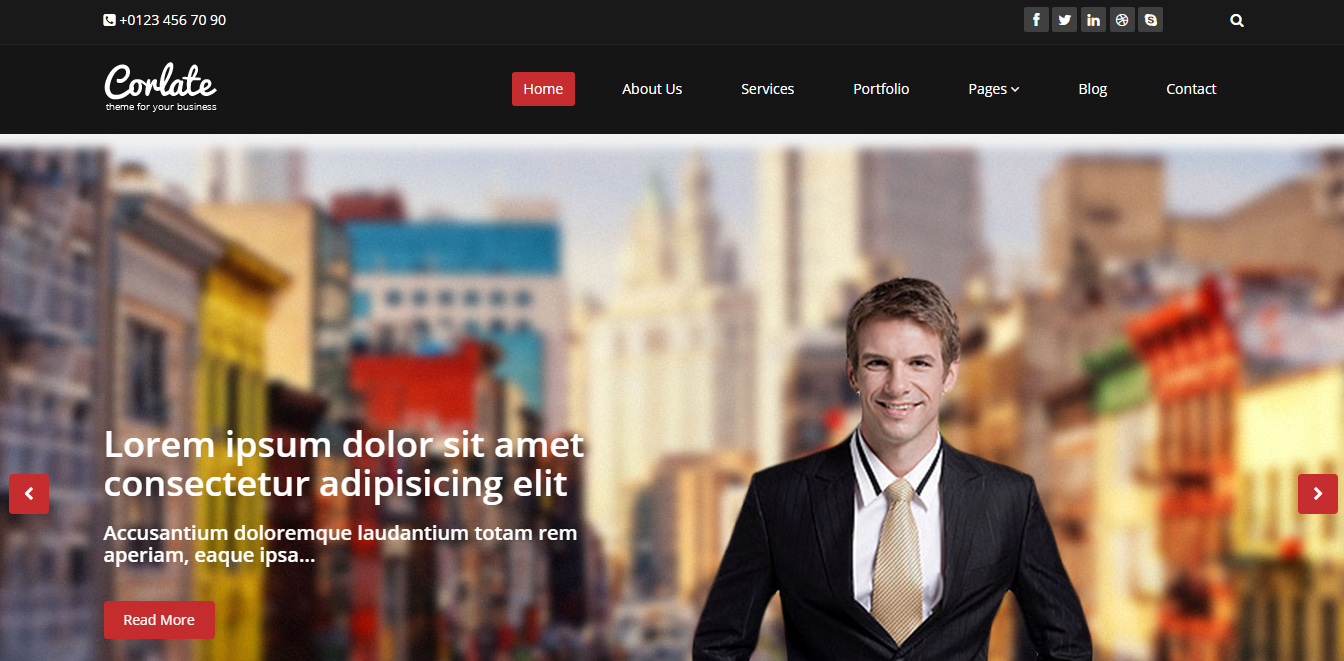 +0123 456 70 90
Corlate
theme for your business
Home About Us Services Portfolio Pages Blog Contact
Lorem ipsum dolor sit amet
consectetur adipisicing elit
Accusantium doloremque laudantium totam rem
aperiam, eaque ipsa...
Read More